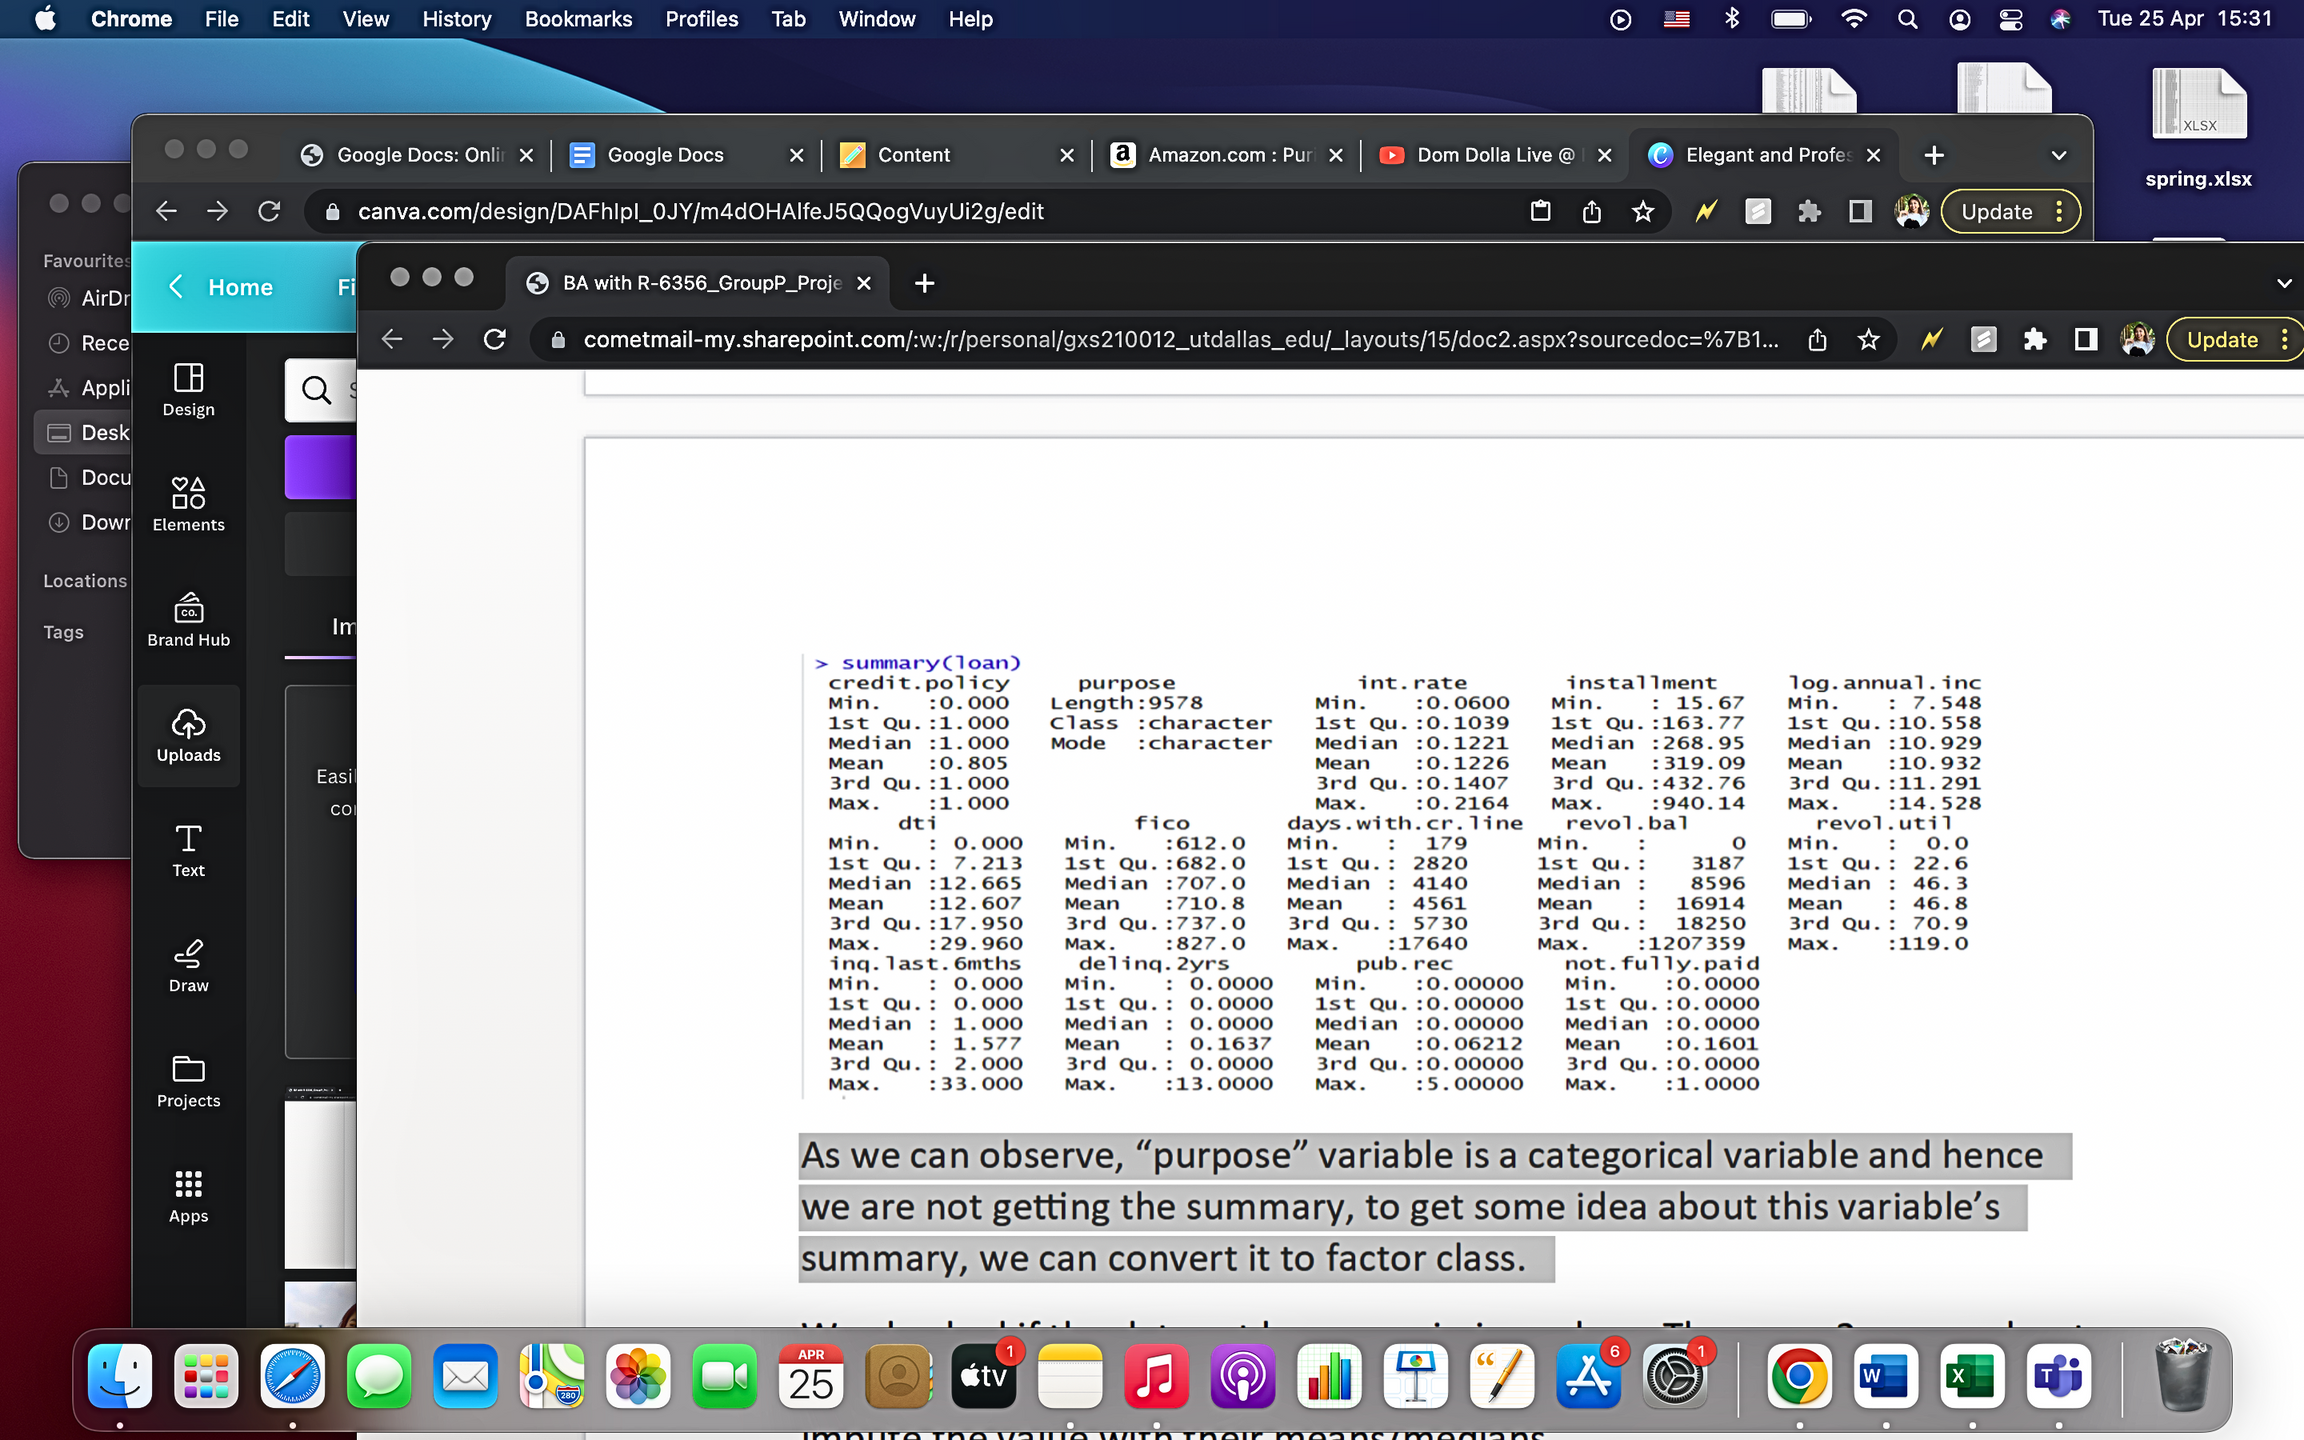 Chrome File Edit View History Bookmarks Profiles Tab Window Help Tue 25 Apr 15:31
XLSX
spring.xlsx
Google Docs: Onli Google Docs Content Amazon.com : Pur Dom Dolla Live @ Elegant and Profes
canva.com/design/DAFhIpI_0JY/m4dOHAlfeJ5QQogVuyUi2g/edit Update
Favourites
AirDr
Rece
Appli
Desk
Docu
Dowr
Locations
Tags
Home Fi
Design
Elements
CO.
Brand Hub
Uploads
Text
Draw
Projects
Apps
Im
Easil
BA with R-6356_GroupP_Proje
cometmail-my.sharepoint.com/:w:/r/personal/gxs210012_utdallas_edu/_layouts/15/doc2.aspx?sourcedoc=%7B1... Update
> summary(loan)
credit.policy purpose int.rate installment log.annual.inc
Min. :0.000 Length:9578 Min. :0.0600 Min. : 15.67 Min. : 7.548
1st Qu.:1.000 Class :character 1st Qu.:0.1039 1st Qu.:163.77 1st Qu.:10.558
Median :1.000 Mode :character Median :0.1221 Median :268.95 Median :10.929
Mean :0.805 Mean :0.1226 Mean :319.09 Mean :10.932
3rd Qu.:1.000 3rd Qu.:0.1407 3rd Qu.:432.76 3rd Qu.:11.291
Max. :1.000 Max. :0.2164 Max. :940.14 Max. :14.528
dti fico days.with.cr.line revol.bal revol.util
Min. : 0.000 Min. :612.0 Min. : 179 Min. : 0 Min. : 0.0
1st Qu.: 7.213 1st Qu.:682.0 1st Qu.: 2820 1st Qu.: 3187 1st Qu.: 22.6
Median :12.665 Median :707.0 Median : 4140 Median : 8596 Median : 46.3
Mean :12.607 Mean :710.8 Mean : 4561 Mean : 16914 Mean : 46.8
3rd Qu.:17.950 3rd Qu.:737.0 3rd Qu.: 5730 3rd Qu.: 18250 3rd Qu.: 70.9
Max. :29.960 Max. :827.0 Max. :17640 Max. :1207359 Max. :119.0
inq.last.6mths delinq.2yrs pub.rec not.fully.paid
Min. : 0.000 Min. : 0.0000 Min. :0.00000 Min. :0.0000
1st Qu.: 0.000 1st Qu.: 0.0000 1st Qu.:0.00000 1st Qu.:0.0000
Median : 1.000 Median : 0.0000 Median :0.00000 Median :0.0000
Mean : 1.577 Mean : 0.1637 Mean :0.06212 Mean :0.1601
3rd Qu.: 2.000 3rd Qu.: 0.0000 3rd Qu.:0.00000 3rd Qu.:0.0000
Max. :33.000 Max. :13.0000 Max. :5.00000 Max. :1.0000
As we can observe, “purpose” variable is a categorical variable and hence
we are not getting the summary, to get some idea about this variable’s
summary, we can convert it to factor class.
APR
25
tv
1
6
1
280
W
X
T
impute the value with their means/medians